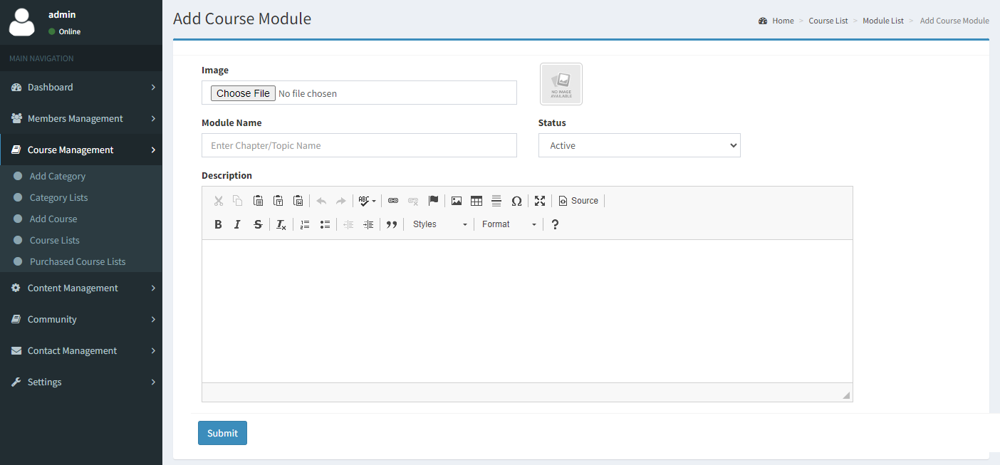 admin
Online
MAIN NAVIGATION
Dashboard
Members Management
Course Management
Add Category
Category Lists
Add Course
Course Lists
Purchased Course Lists
Content Management
Community
Contact Management
Settings
Add Course Module
Home > Course List > Module List > Add Course Module
Image
Choose File No file chosen
NO IMAGE
AVAILABLE
Module Name
Enter Chapter/Topic Name
Status
Active
Description
ABC Ω Source
B I S Tx Styles Format ?
Submit